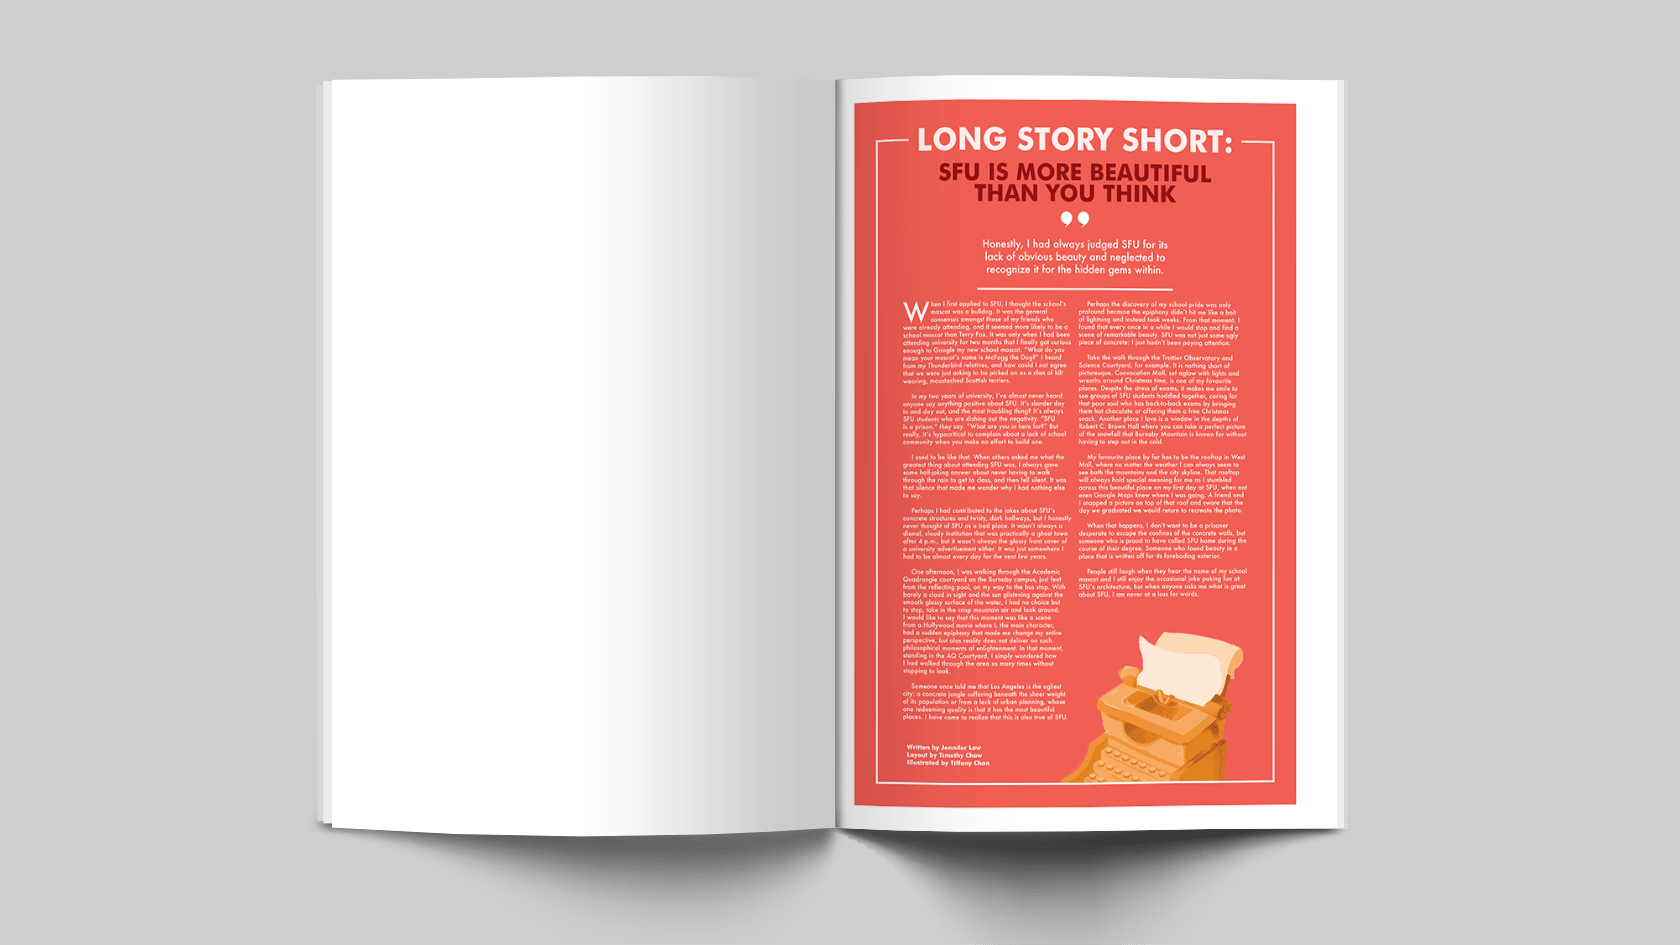 LONG STORY SHORT:
SFU IS MORE BEAUTIFUL
THAN YOU THINK
”
Honestly, I had always judged SFU for its
lack of obvious beauty and neglected to
recognize it for the hidden gems within.
When I first applied to SFU, I thought the school's
mascot was a bulldog. It was the general
consensus amongst those of my friends who
were already attending, and it seemed more likely to be a
school mascot than Terry Fox. It was only when I had been
attending university for two months that I finally got curious
enough to Google my new school mascot. "What do you
mean your mascot's name is McFogg the Dog?" I heard
from my Thunderbird relatives, and how could I not agree
that we were just asking to be picked on as a clan of kilt
wearing, moustached Scottish terriers.
In my two years of university, I've almost never heard
anyone say anything positive about SFU. It's slander day
in and day out, and the most troubling thing? It's always
SFU students who are dishing out the negativity. "SFU
is a prison," they say. "What are you in here for?" But
really, it's hypocritical to complain about a lack of school
community when you make no effort to build one.
I used to be like that. When others asked me what the
greatest thing about attending SFU was, I always gave
some half-joking answer about never having to walk
through the rain to get to class, and then fell silent. It was
that silence that made me wonder why I had nothing else
to say.
Perhaps I had contributed to the jokes about SFU's
concrete structures and twisty, dark hallways, but I honestly
never thought of SFU as a bad place. It wasn't always a
dismal, cloudy institution that was practically a ghost town
after 4 p.m., but it wasn't always the glossy front cover of
a university advertisement either. It was just somewhere I
had to be almost every day for the next few years.
One afternoon, I was walking through the Academic
Quadrangle courtyard on the Burnaby campus, just feet
from the reflecting pool, on my way to the bus stop. With
barely a cloud in sight and the sun glistening against the
smooth glassy surface of the water, I had no choice but
to stop, take in the crisp mountain air and look around.
I would like to say that this moment was like a scene
from a Hollywood movie where I, the main character,
had a sudden epiphany that made me change my entire
perspective, but alas reality does not deliver on such
philosophical moments of enlightenment. In that moment,
standing in the AQ Courtyard, I simply wondered how
I had walked through the area so many times without
stopping to look.
Someone once told me that Los Angeles is the ugliest
city: a concrete jungle suffering beneath the sheer weight
of its population or from a lack of urban planning, whose
one redeeming quality is that it has the most beautiful
places. I have come to realize that this is also true of SFU.
Perhaps the discovery of my school pride was only
profound because the epiphany didn't hit me like a bolt
of lightning and instead took weeks. From that moment, I
found that every once in a while I would stop and find a
scene of remarkable beauty. SFU was not just some ugly
piece of concrete; I just hadn't been paying attention.
Take the walk through the Trottier Observatory and
Science Courtyard, for example. It is nothing short of
picturesque. Convocation Mall, set aglow with lights and
wreaths around Christmas time, is one of my favourite
places. Despite the stress of exams, it makes me smile to
see groups of SFU students huddled together, caring for
that poor soul who has back-to-back exams by bringing
them hot chocolate or offering them a free Christmas
snack. Another place I love is a window in the depths of
Robert C. Brown Hall where you can take a perfect picture
of the snowfall that Burnaby Mountain is known for without
having to step out in the cold.
My favourite place by far has to be the rooftop in West
Mall, where no matter the weather I can always seem to
see both the mountains and the city skyline. That rooftop
will always hold special meaning for me as I stumbled
across this beautiful place on my first day at SFU, when not
even Google Maps knew where I was going. A friend and
I snapped a picture on top of that roof and swore that the
day we graduated we would return to recreate the photo.
When that happens, I don't want to be a prisoner
desperate to escape the confines of the concrete walls, but
someone who is proud to have called SFU home during the
course of their degree. Someone who found beauty in a
place that is written off for its foreboding exterior.
People still laugh when they hear the name of my school
mascot and I still enjoy the occasional joke poking fun at
SFU's architecture, but when anyone asks me what is great
about SFU, I am never at a loss for words.
Written by Jennifer Low
Layout by Timothy Chow
Illustrated by Tiffany Chan